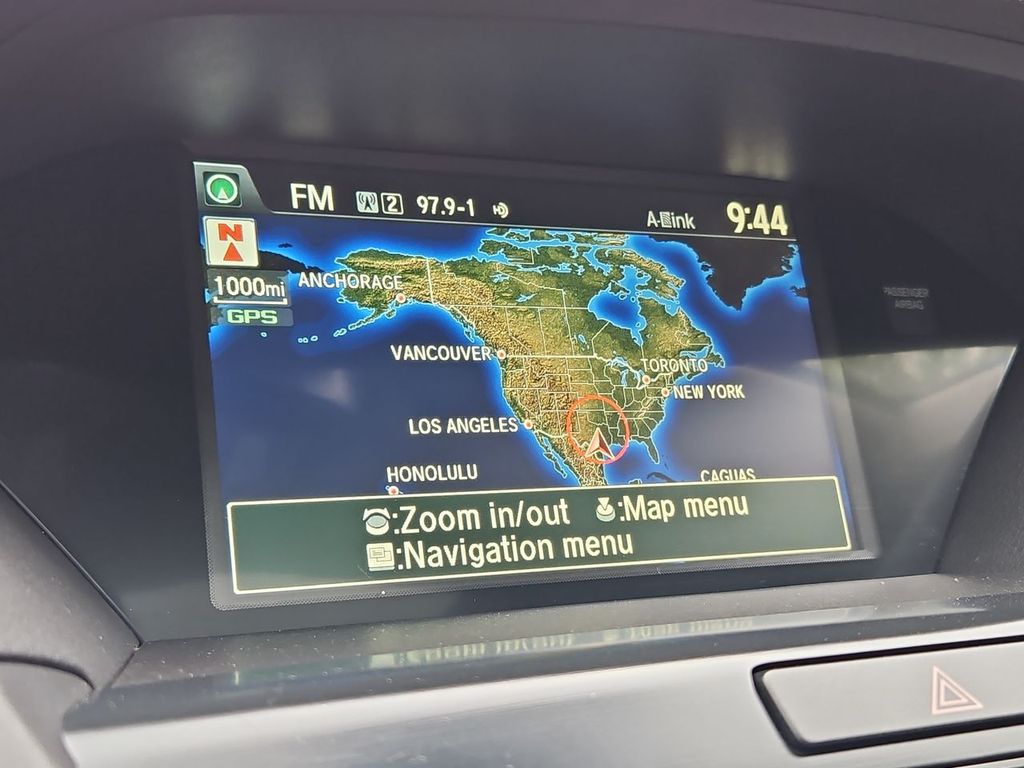 FM 2 97.9-1 A-Link 9:44
N
1000mi
GPS
ANCHORAGE
VANCOUVER
TORONTO
NEW YORK
LOS ANGELES
HONOLULU
CAGUAS
:Zoom in/out :Map menu
:Navigation menu
PASSENGER
AIRBAG